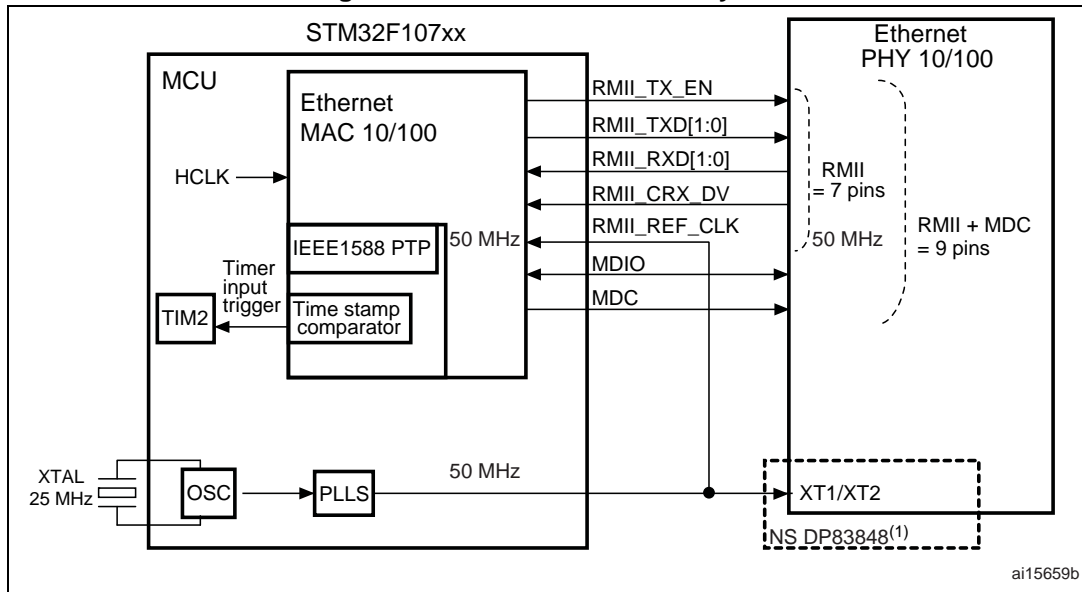 STM32F107xx
MCU
Ethernet
MAC 10/100
HCLK
IEEE1588 PTP
50 MHz
Timer
input
trigger
TIM2
Time stamp
comparator
XTAL
25 MHz
OSC
PLLS
50 MHz
RMII_TX_EN
RMII_TXD[1:0]
RMII_RXD[1:0]
RMII_CRX_DV
RMII_REF_CLK
MDIO
MDC
Ethernet
PHY 10/100
RMII
= 7 pins
50 MHz
RMII + MDC
= 9 pins
XT1/XT2
NS DP83848(1)
ai15659b